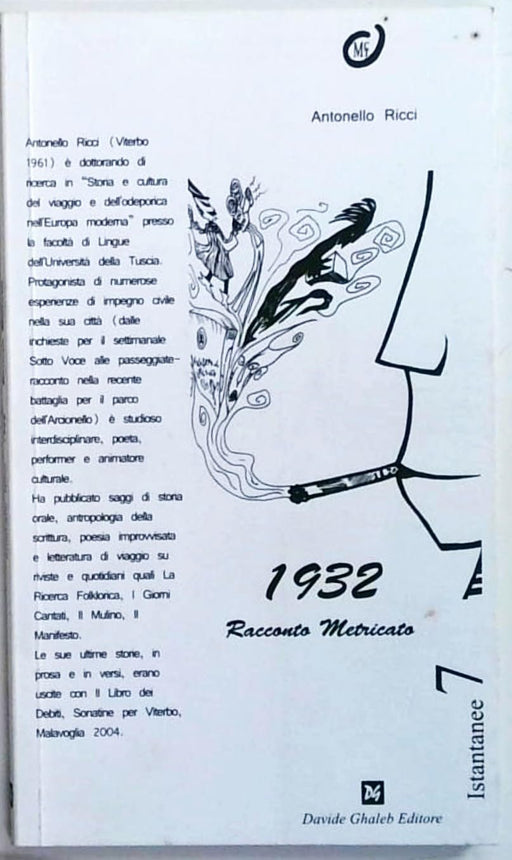 Antonello Ricci
Antonello Ricci (Viterbo
1961) è dottorando di
ricerca in "Storia e cultura
del viaggio e dell'odeporica
nell'Europa moderna" presso
la facoltà di Lingue
dell'Università della Tuscia.
Protagonista di numerose
esperienze di impegno civile
nella sua città (dalle
inchieste per il settimanale
Sotto Voce alle passeggiate-
racconto nella recente
battaglia per il parco
dell'Arcionello) è studioso
interdisciplinare, poeta,
performer e animatore
culturale.
Ha pubblicato saggi di storia
orale, antropologia della
scrittura, poesia improvvisata
e letteratura di viaggio su
riviste e quotidiani quali La
Ricerca Folklorica, I Giorni
Cantati, Il Mulino, Il
Manifesto.
Le sue ultime storie, in
prosa e in versi, erano
uscite con Il Libro dei
Debiti, Sonatine per Viterbo,
Malavoglia 2004.
1932
Racconto Metricato
Istantanee 7
DG
Davide Ghaleb Editore